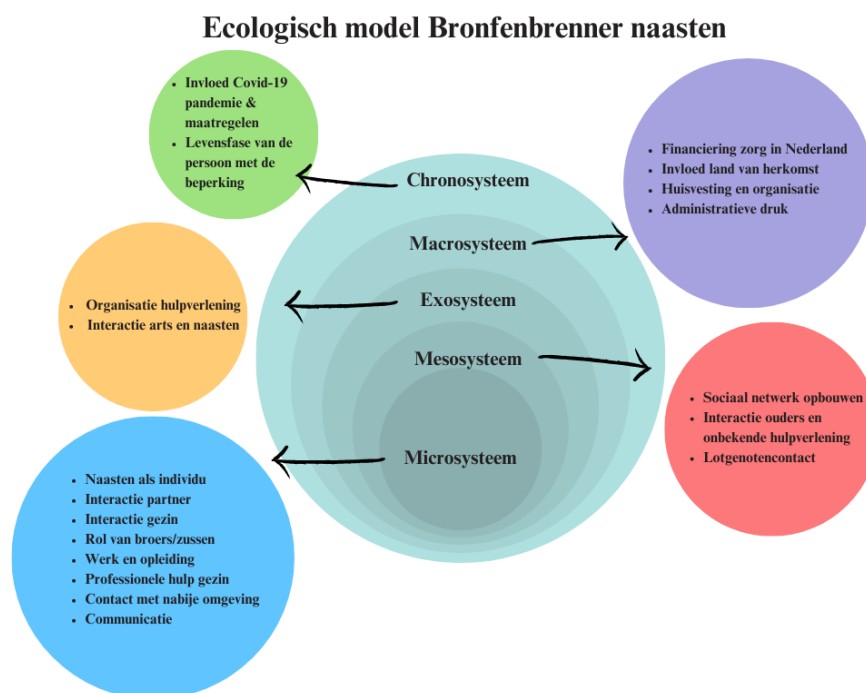 Ecologisch model Bronfenbrenner naasten
• Invloed Covid-19
pandemie &
maatregelen
• Levensfase van de
persoon met de
beperking
• Financiering zorg in Nederland
• Invloed land van herkomst
• Huisvesting en organisatie
• Administratieve druk
Chronosysteem
Macrosysteem
Exosysteem
Mesosysteem
Microsysteem
• Organisatie hulpverlening
• Interactie arts en naasten
• Sociaal netwerk opbouwen
• Interactie ouders en
onbekende hulpverlening
• Lotgenotencontact
• Naasten als individu
• Interactie partner
• Interactie gezin
• Rol van broers/zussen
• Werk en opleiding
• Professionele hulp gezin
• Contact met nabije omgeving
• Communicatie